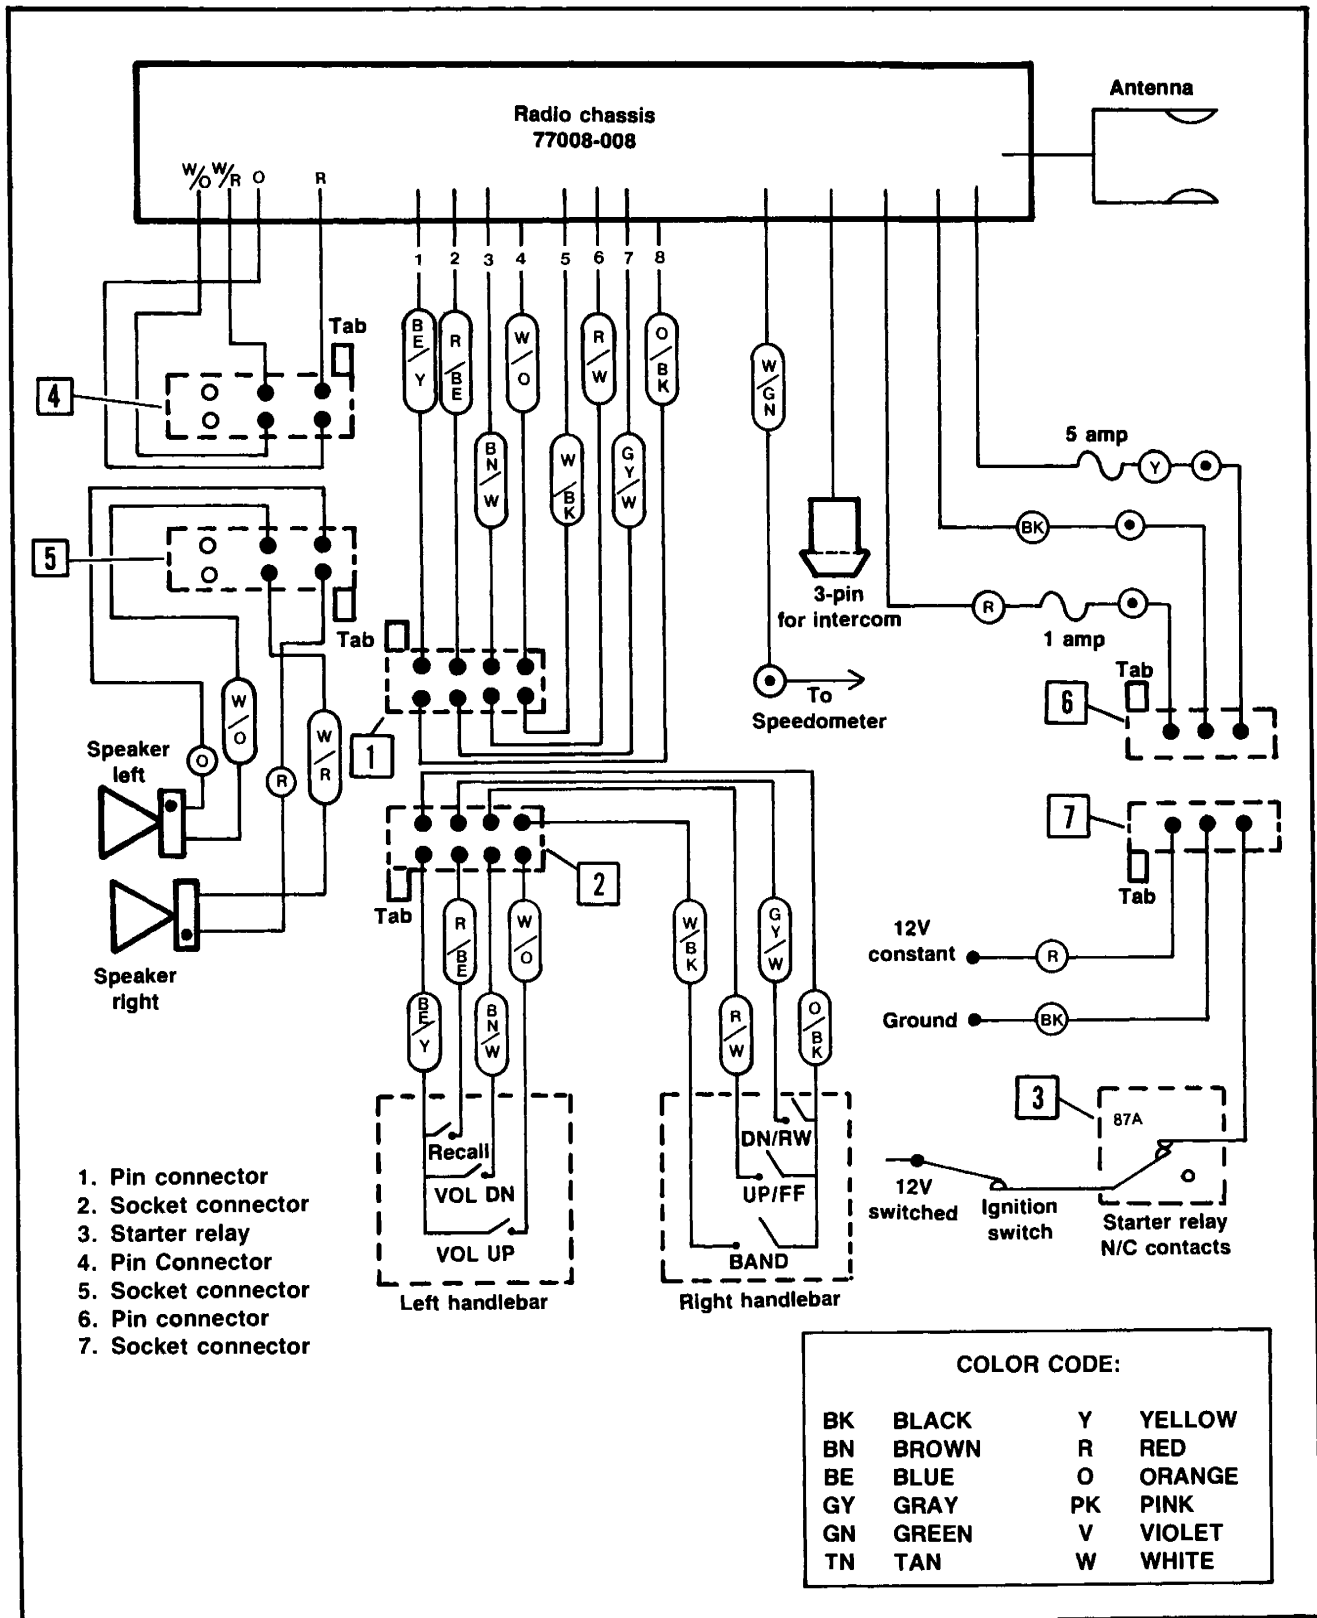 Radio chassis
77008-008
Antenna
W/O W/R O R
1 2 3 4 5 6 7 8
BE/Y
R/BE
BN/W
W/O
W/BK
R/W
GY/W
O/BK
W/GN
Tab
4
5 amp
Y
BK
R
1 amp
5
Tab
3-pin
for intercom
To
Speedometer
Tab
6
W/O
W/R
O
R
1
Speaker
left
Speaker
right
2
Tab
7
Tab
R/BE
W/O
BE/Y
BN/W
W/BK
GY/W
R/W
O/BK
12V
constant
R
Ground
BK
3
87A
Recall
VOL DN
VOL UP
Left handlebar
DN/RW
UP/FF
BAND
Right handlebar
12V
switched
Ignition
switch
Starter relay
N/C contacts
1. Pin connector
2. Socket connector
3. Starter relay
4. Pin Connector
5. Socket connector
6. Pin connector
7. Socket connector
COLOR CODE:
BK BLACK Y YELLOW
BN BROWN R RED
BE BLUE O ORANGE
GY GRAY PK PINK
GN GREEN V VIOLET
TN TAN W WHITE